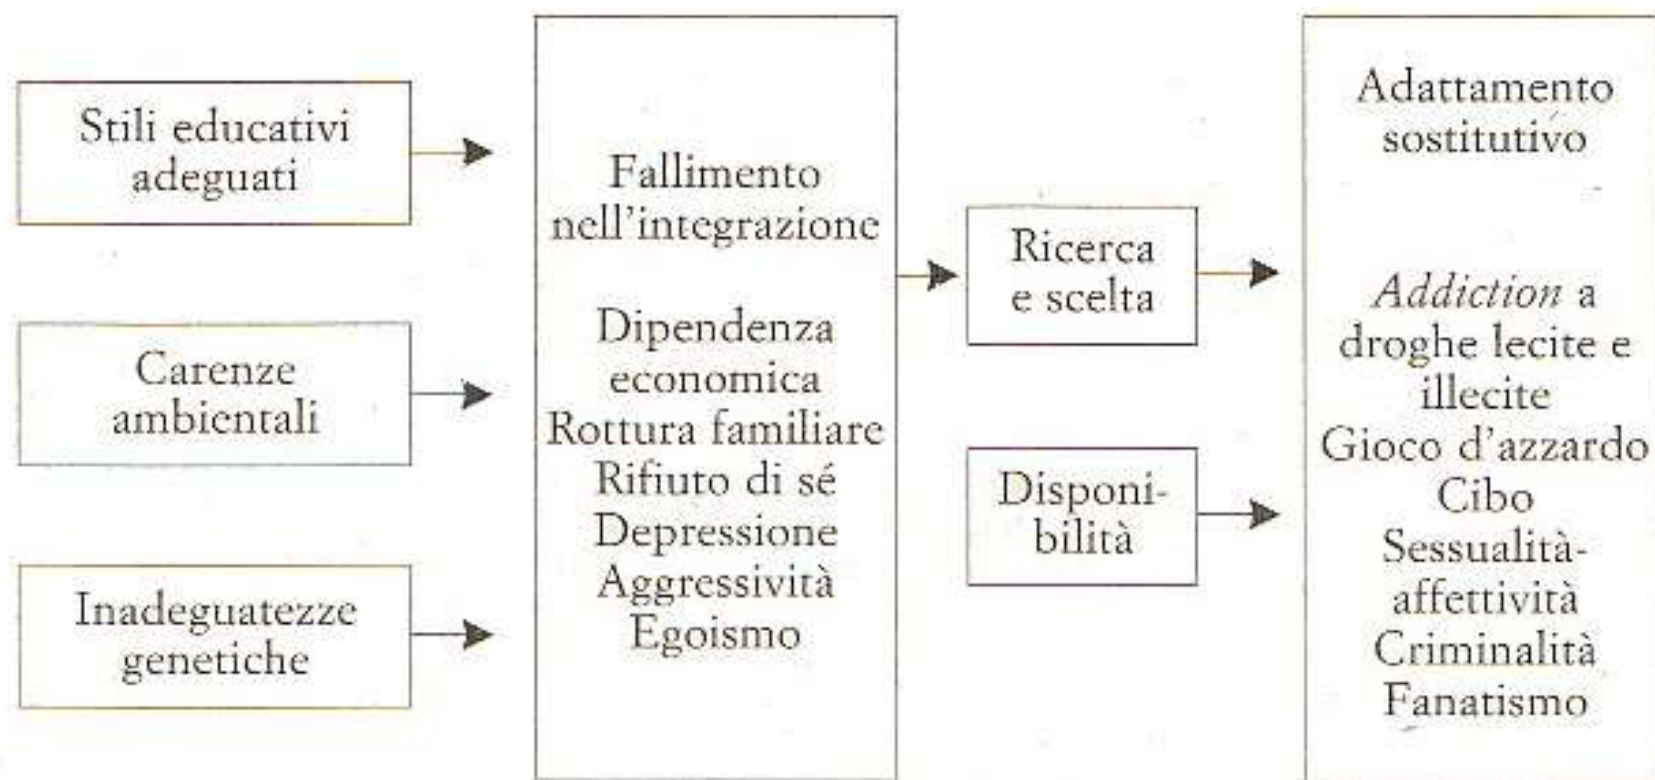 Stili educativi
adeguati
Carenze
ambientali
Inadeguatezze
genetiche
Fallimento
nell'integrazione
Dipendenza
economica
Rottura familiare
Rifiuto di sé
Depressione
Aggressività
Egoismo
Ricerca
e scelta
Disponi-
bilità
Adattamento
sostitutivo
Addiction a
droghe lecite e
illecite
Gioco d'azzardo
Cibo
Sessualità-
affettività
Criminalità
Fanatismo